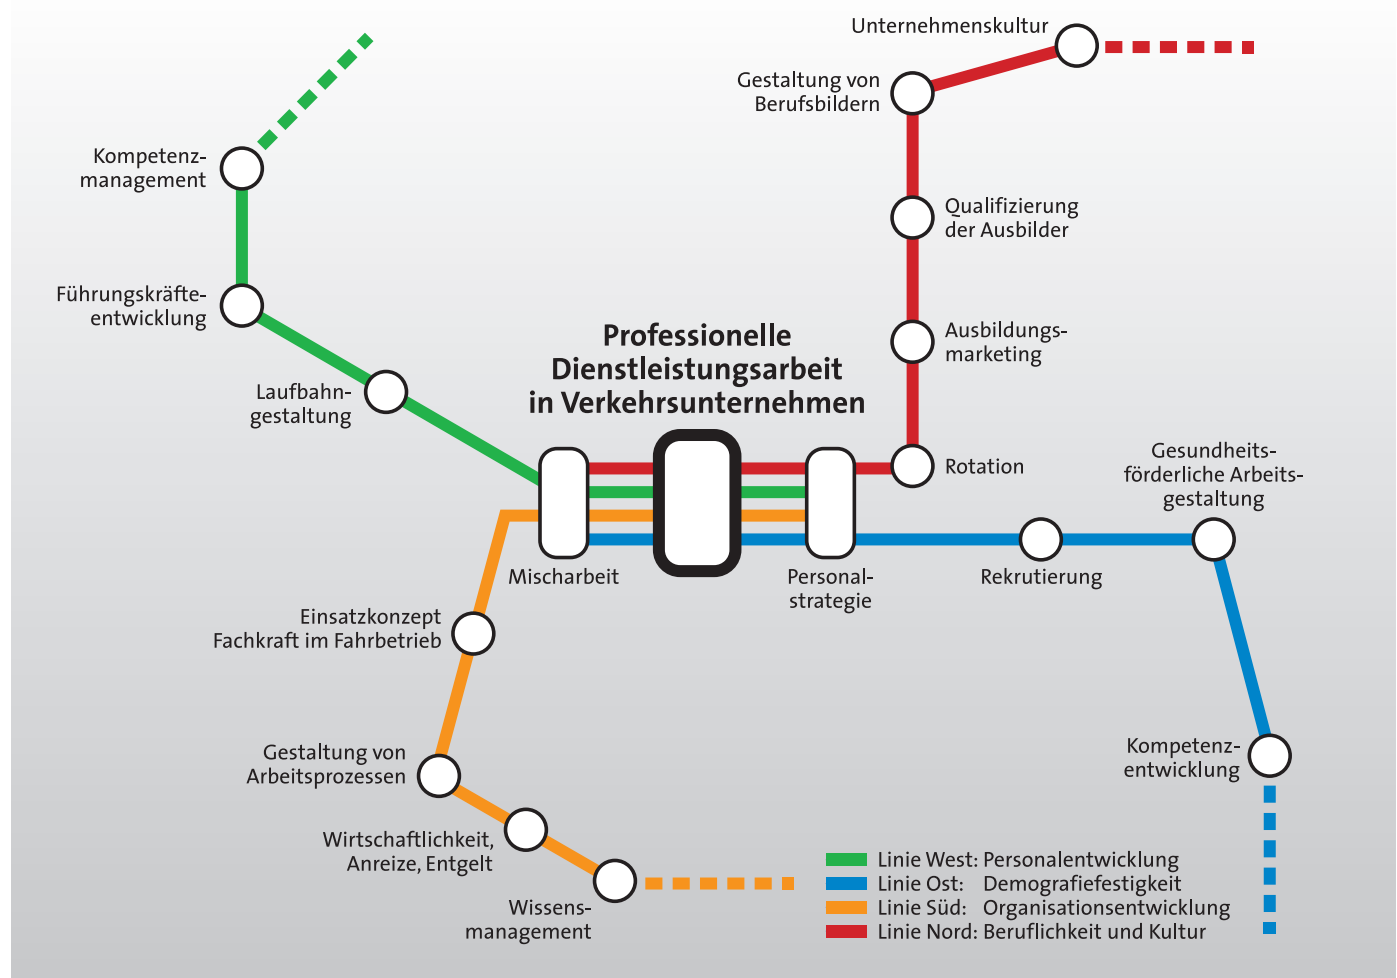 Unternehmenskultur
Gestaltung von
Berufsbildern
Kompetenz-
management
Qualifizierung
der Ausbilder
Führungskräfte-
entwicklung
Ausbildungs-
marketing
Professionelle
Dienstleistungsarbeit
in Verkehrsunternehmen
Laufbahn-
gestaltung
Rotation
Gesundheits-
förderliche Arbeits-
gestaltung
Mischarbeit
Personal-
strategie
Rekrutierung
Einsatzkonzept
Fachkraft im Fahrbetrieb
Gestaltung von
Arbeitsprozessen
Kompetenz-
entwicklung
Wirtschaftlichkeit,
Anreize, Entgelt
Wissens-
management
Linie West: Personalentwicklung
Linie Ost: Demografiefestigkeit
Linie Süd: Organisationsentwicklung
Linie Nord: Beruflichkeit und Kultur